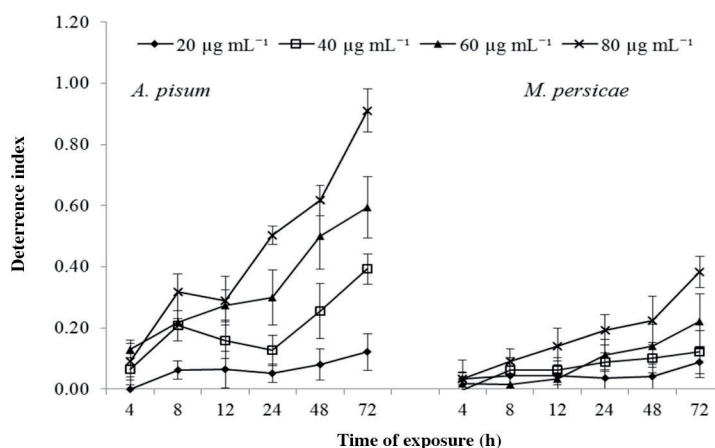 1.20
20 µg mL⁻¹ 40 µg mL⁻¹ 60 µg mL⁻¹ 80 µg mL⁻¹
1.00
A. pisum M. persicae
0.80
0.60
0.40
0.20
0.00
4 8 12 24 48 72 4 8 12 24 48 72
Deterrence index
Time of exposure (h)